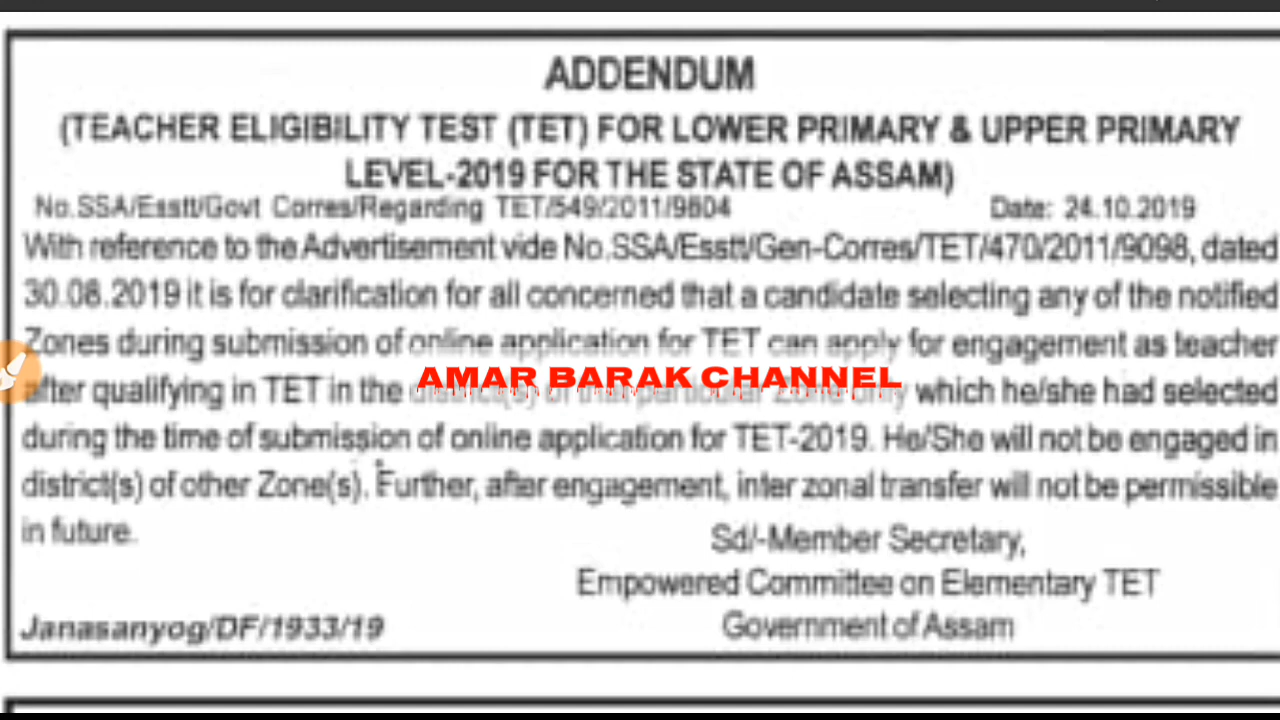 ADDENDUM
(TEACHER ELIGIBILITY TEST (TET) FOR LOWER PRIMARY & UPPER PRIMARY
LEVEL-2019 FOR THE STATE OF ASSAM)
No.SSA/Esstt/Govt Corres/Regarding TET/549/2011/9804 Date: 24.10.2019
With reference to the Advertisement vide No.SSA/Esstt/Gen-Corres/TET/470/2011/9098, dated
30.08.2019 it is for clarification for all concerned that a candidate selecting any of the notified
Zones during submission of online application for TET can apply for engagement as teacher
after qualifying in TET in the district(s) of that particular Zone only which he/she had selected
AMAR BARAK CHANNEL
during the time of submission of online application for TET-2019. He/She will not be engaged in
district(s) of other Zone(s). Further, after engagement, inter zonal transfer will not be permissible
in future.
Sd/-Member Secretary,
Empowered Committee on Elementary TET
Government of Assam
Janasanyog/DF/1933/19